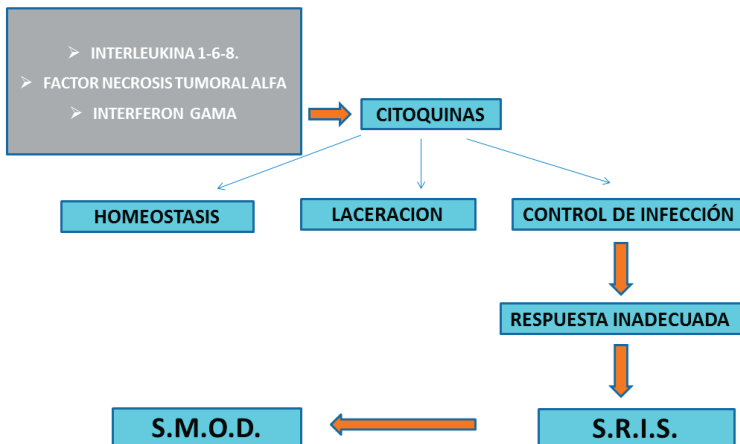 ➢ INTERLEUKINA 1-6-8.
➢ FACTOR NECROSIS TUMORAL ALFA
➢ INTERFERON GAMA
CITOQUINAS
HOMEOSTASIS
LACERACION
CONTROL DE INFECCIÓN
RESPUESTA INADECUADA
S.M.O.D.
S.R.I.S.